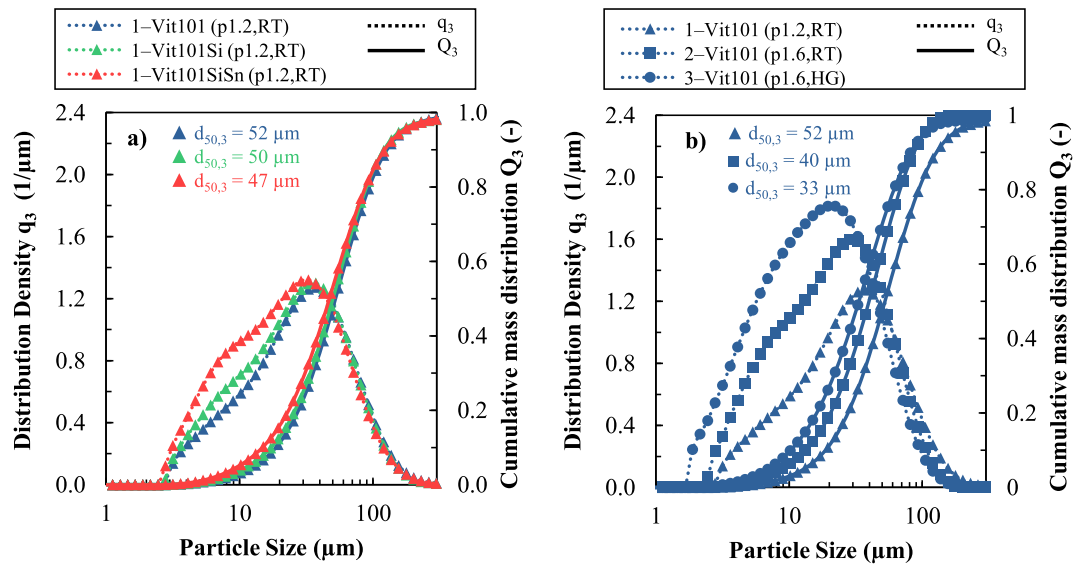 1–Vit101 (p1.2,RT)
1–Vit101Si (p1.2,RT)
1–Vit101SiSn (p1.2,RT)
q3
Q3
a)
d50,3 = 52 µm
d50,3 = 50 µm
d50,3 = 47 µm
Distribution Density q3 (1/µm)
2.4
2.0
1.6
1.2
0.8
0.4
0.0
1.0
0.8
0.6
0.4
0.2
0.0
Cumulative mass distribution Q3 (-)
1
10
100
Particle Size (µm)
1–Vit101 (p1.2,RT)
2–Vit101 (p1.6,RT)
3–Vit101 (p1.6,HG)
q3
Q3
b)
d50,3 = 52 µm
d50,3 = 40 µm
d50,3 = 33 µm
Distribution Density q3 (1/µm)
2.4
2.0
1.6
1.2
0.8
0.4
0.0
1
0.8
0.6
0.4
0.2
0
Cumulative mass distribution Q3 (-)
1
10
100
Particle Size (µm)